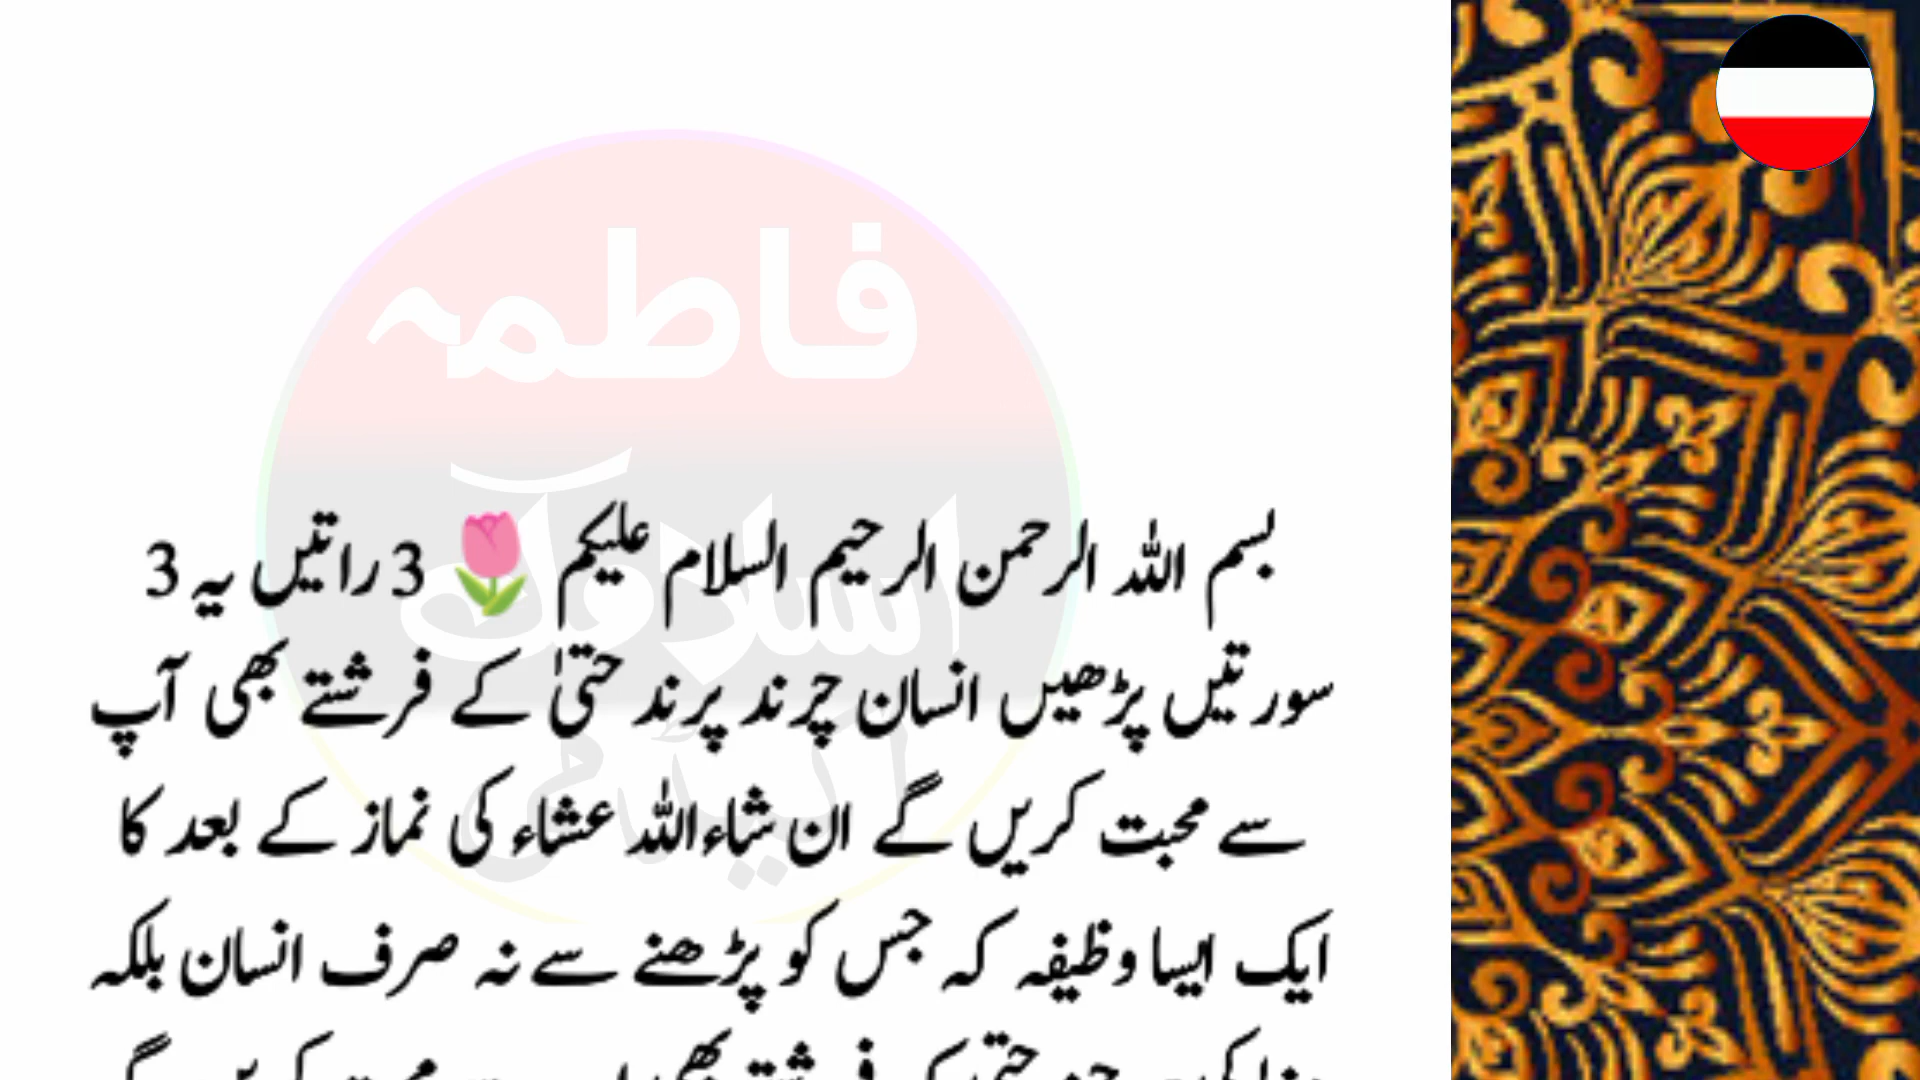 فاطمہ
اسلامک
بسم اللہ الرحمن الرحیم السلام علیکم 🌷 3 راتیں یہ 3
سورتیں پڑھیں انسان چرند پرند حتیٰ کے فرشتے بھی آپ
سے محبت کریں گے ان شاءاللہ عشاء کی نماز کے بعد کا
ایک ایسا وظیفہ کہ جس کو پڑھنے سے نہ صرف انسان بلکہ